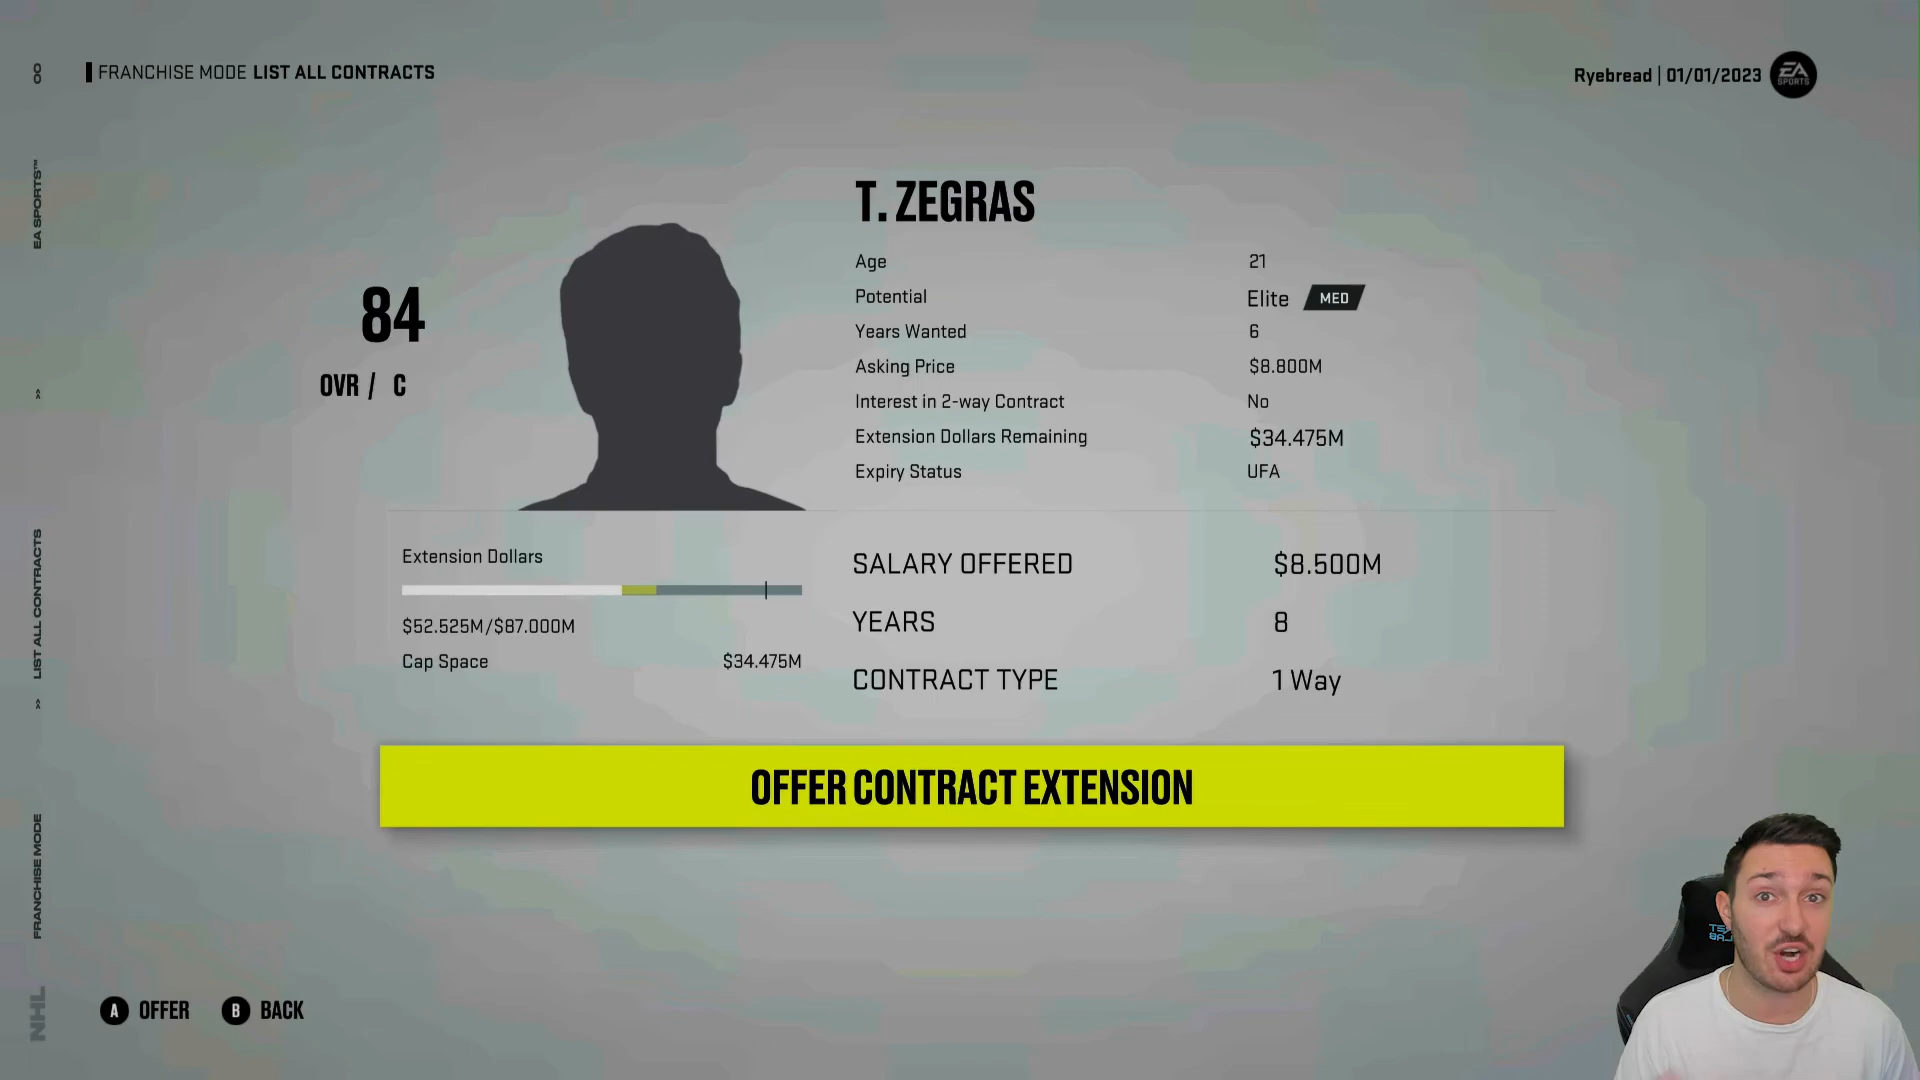 FRANCHISE MODE LIST ALL CONTRACTS
Ryebread | 01/01/2023
EA SPORTS
T. ZEGRAS
84
OVR / C
Age 21
Potential Elite MED
Years Wanted 6
Asking Price $8.800M
Interest in 2-way Contract No
Extension Dollars Remaining $34.475M
Expiry Status UFA
Extension Dollars
$52.525M/$87.000M
Cap Space $34.475M
SALARY OFFERED $8.500M
YEARS 8
CONTRACT TYPE 1 Way
OFFER CONTRACT EXTENSION
A OFFER B BACK
NHL
FRANCHISE MODE
LIST ALL CONTRACTS
EA SPORTS™